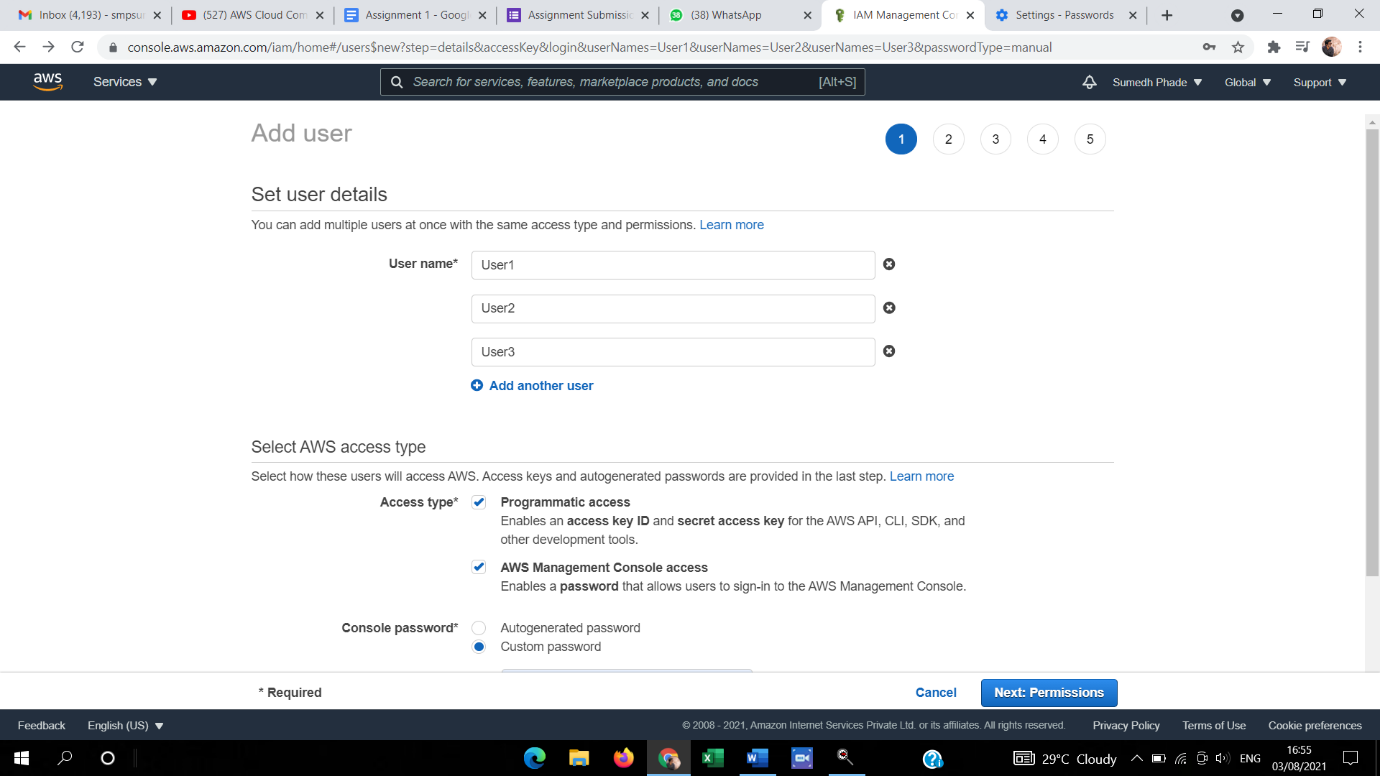 Inbox (4,193) - smpsur
(527) AWS Cloud Com
Assignment 1 - Google
Assignment Submissic
(38) WhatsApp
IAM Management Co
Settings - Passwords
console.aws.amazon.com/iam/home#/users$new?step=details&accessKey&login&userNames=User1&userNames=User2&userNames=User3&passwordType=manual
aws
Services
Search for services, features, marketplace products, and docs [Alt+S]
Sumedh Phade
Global
Support
Add user
1 2 3 4 5
Set user details
You can add multiple users at once with the same access type and permissions. Learn more
User name* User1
User2
User3
Add another user
Select AWS access type
Select how these users will access AWS. Access keys and autogenerated passwords are provided in the last step. Learn more
Access type* Programmatic access
Enables an access key ID and secret access key for the AWS API, CLI, SDK, and
other development tools.
AWS Management Console access
Enables a password that allows users to sign-in to the AWS Management Console.
Console password* Autogenerated password
Custom password
* Required
Cancel
Next: Permissions
Feedback
English (US)
© 2008 - 2021, Amazon Internet Services Private Ltd. or its affiliates. All rights reserved.
Privacy Policy
Terms of Use
Cookie preferences
29°C Cloudy
ENG
16:55
03/08/2021